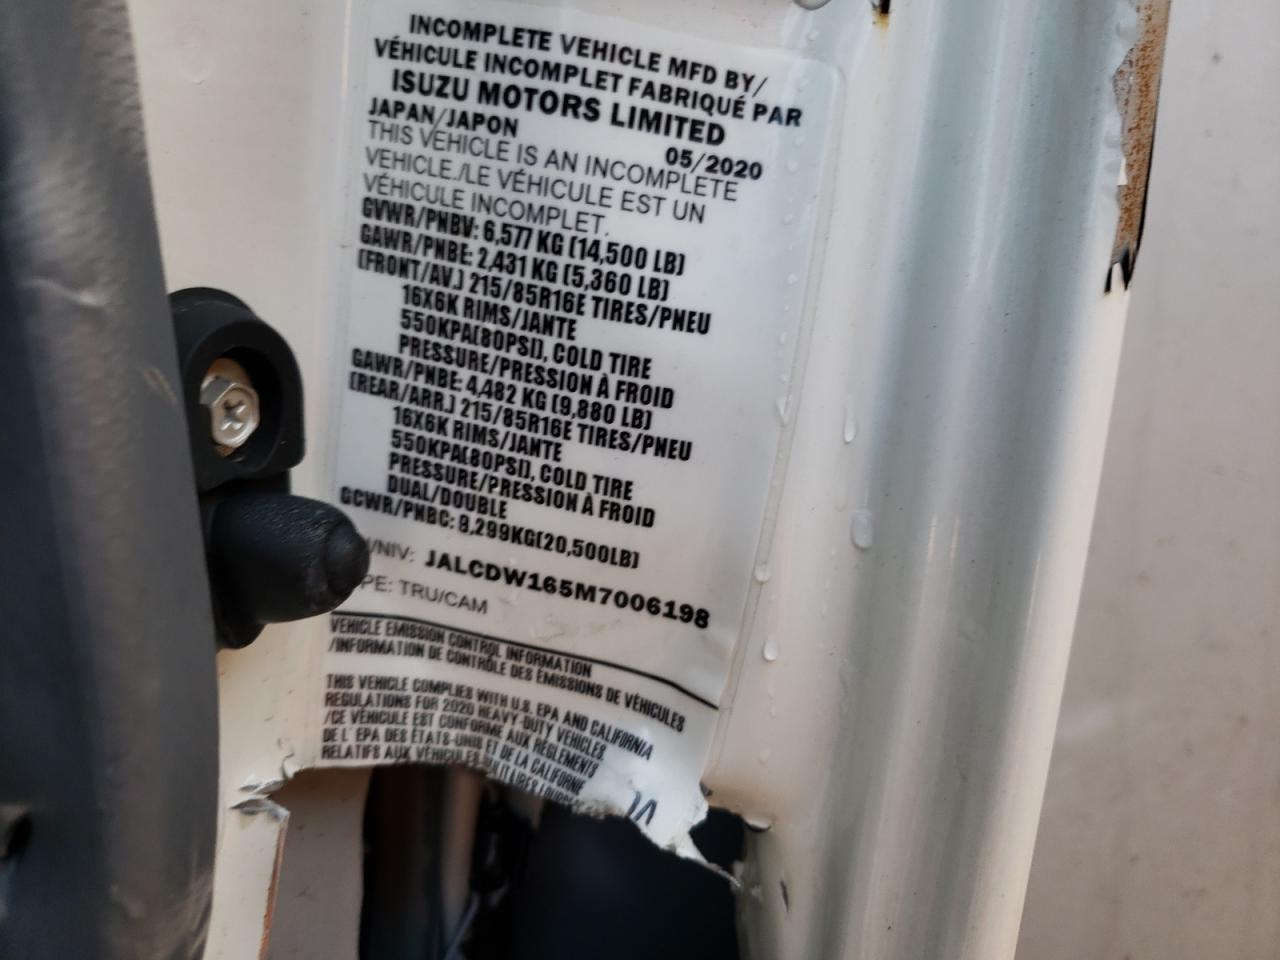 INCOMPLETE VEHICLE MFD BY/
VÉHICULE INCOMPLET FABRIQUÉ PAR
ISUZU MOTORS LIMITED
JAPAN/JAPON
05/2020
THIS VEHICLE IS AN INCOMPLETE
VEHICLE./LE VÉHICULE EST UN
VÉHICULE INCOMPLET.
GVWR/PNBV: 6,577 KG (14,500 LB)
GAWR/PNBE: 2,431 KG (5,360 LB)
(FRONT/AV.) 215/85R16E TIRES/PNEU
16X6K RIMS/JANTE
550KPA(80PSI), COLD TIRE
PRESSURE/PRESSION À FROID
GAWR/PNBE: 4,482 KG (9,880 LB)
(REAR/ARR.) 215/85R16E TIRES/PNEU
16X6K RIMS/JANTE
550KPA(80PSI), COLD TIRE
PRESSURE/PRESSION À FROID
DUAL/DOUBLE
GCWR/PNBC: 9,299KG(20,500LB)
/NIV: JALCDW165M7006198
PE: TRU/CAM
VEHICLE EMISSION CONTROL INFORMATION
/INFORMATION DE CONTRÔLE DES ÉMISSIONS DE VÉHICULES
THIS VEHICLE COMPLIES WITH U.S. EPA AND CALIFORNIA
REGULATIONS FOR 2020 HEAVY-DUTY VEHICLES.
/CE VÉHICULE EST CONFORME AUX RÈGLEMENTS
DE L'EPA DES ÉTATS-UNIS ET DE LA CALIFORNIE
RELATIFS AUX VÉHICULES